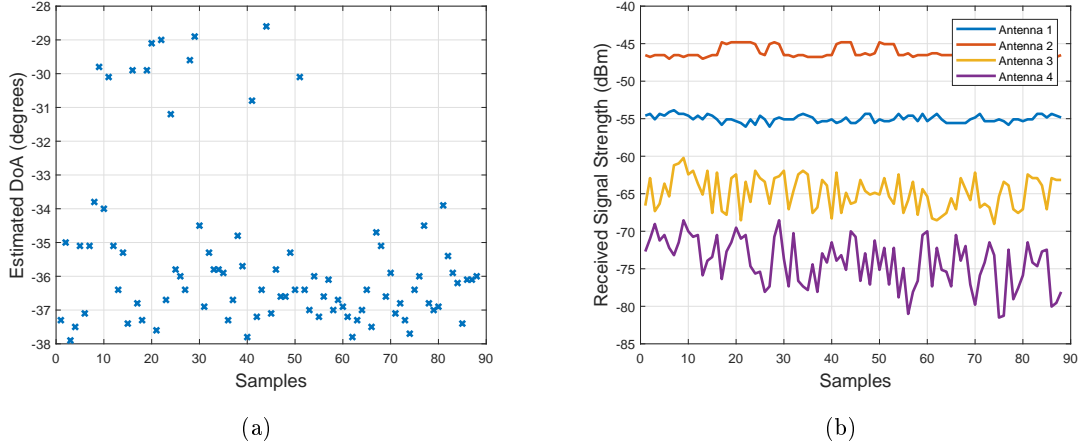 -28
-29
-30
-31
-32
-33
-34
-35
-36
-37
-38
Estimated DoA (degrees)
0 10 20 30 40 50 60 70 80 90
Samples
(a)
-40
-45
-50
-55
-60
-65
-70
-75
-80
-85
Received Signal Strength (dBm)
Antenna 1
Antenna 2
Antenna 3
Antenna 4
0 10 20 30 40 50 60 70 80 90
Samples
(b)